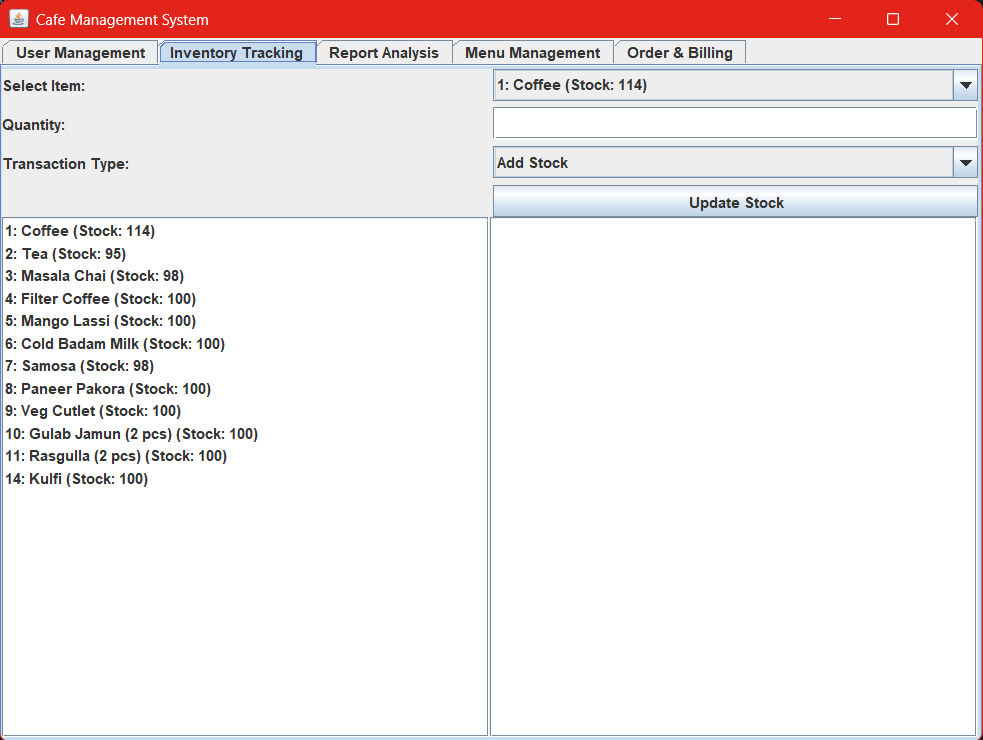 Cafe Management System
User Management Inventory Tracking Report Analysis Menu Management Order & Billing
Select Item: 1: Coffee (Stock: 114)
Quantity:
Transaction Type: Add Stock
Update Stock
1: Coffee (Stock: 114)
2: Tea (Stock: 95)
3: Masala Chai (Stock: 98)
4: Filter Coffee (Stock: 100)
5: Mango Lassi (Stock: 100)
6: Cold Badam Milk (Stock: 100)
7: Samosa (Stock: 98)
8: Paneer Pakora (Stock: 100)
9: Veg Cutlet (Stock: 100)
10: Gulab Jamun (2 pcs) (Stock: 100)
11: Rasgulla (2 pcs) (Stock: 100)
14: Kulfi (Stock: 100)